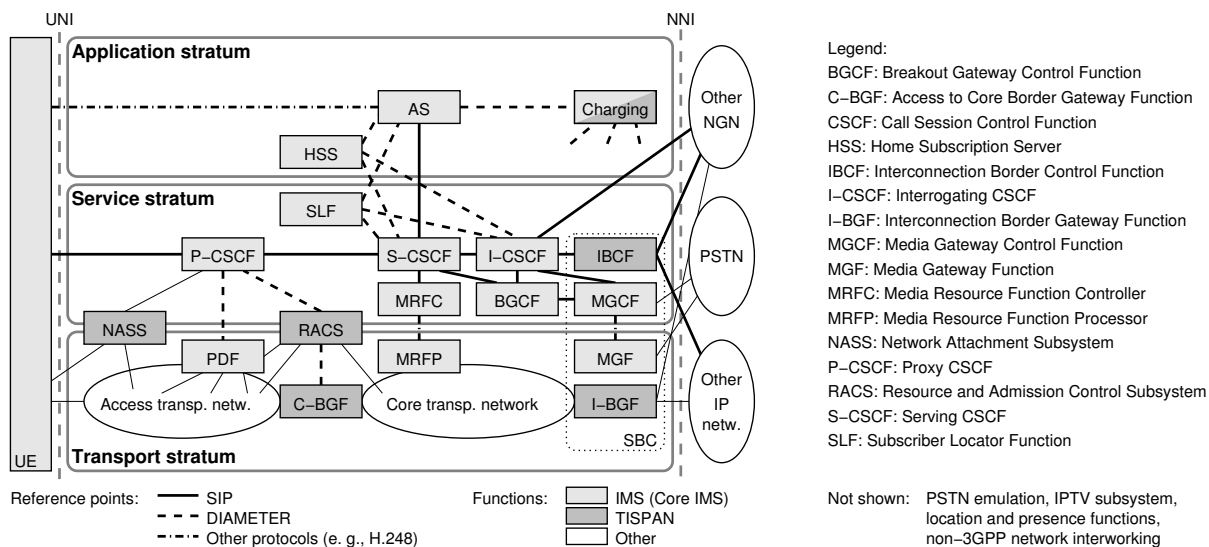 UNI
NNI
Application stratum
AS
Charging
HSS
Other
NGN
Service stratum
SLF
P−CSCF
S−CSCF
I−CSCF
IBCF
PSTN
MRFC
BGCF
MGCF
NASS
RACS
PDF
MRFP
MGF
Access transp. netw.
C−BGF
Core transp. network
I−BGF
Other
IP
netw.
SBC
Transport stratum
UE
Legend:
BGCF: Breakout Gateway Control Function
C−BGF: Access to Core Border Gateway Function
CSCF: Call Session Control Function
HSS: Home Subscription Server
IBCF: Interconnection Border Control Function
I−CSCF: Interrogating CSCF
I−BGF: Interconnection Border Gateway Function
MGCF: Media Gateway Control Function
MGF: Media Gateway Function
MRFC: Media Resource Function Controller
MRFP: Media Resource Function Processor
NASS: Network Attachment Subsystem
P−CSCF: Proxy CSCF
RACS: Resource and Admission Control Subsystem
S−CSCF: Serving CSCF
SLF: Subscriber Locator Function
Reference points:
SIP
DIAMETER
Other protocols (e. g., H.248)
Functions:
IMS (Core IMS)
TISPAN
Other
Not shown: PSTN emulation, IPTV subsystem,
location and presence functions,
non−3GPP network interworking